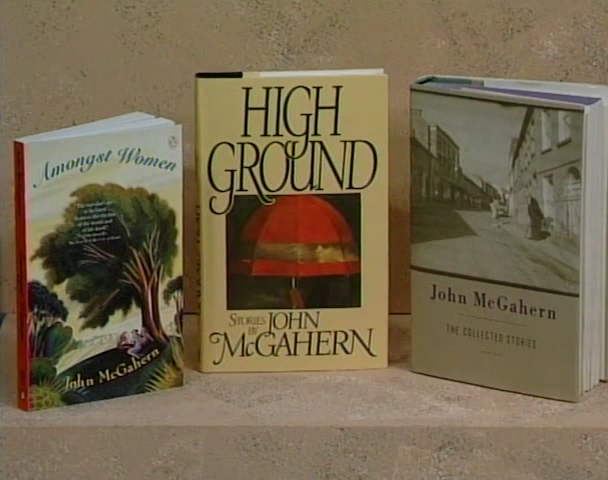 Amongst Women
John McGahern
HIGH
GROUND
STORIES BY JOHN
McGAHERN
John McGahern
THE COLLECTED STORIES